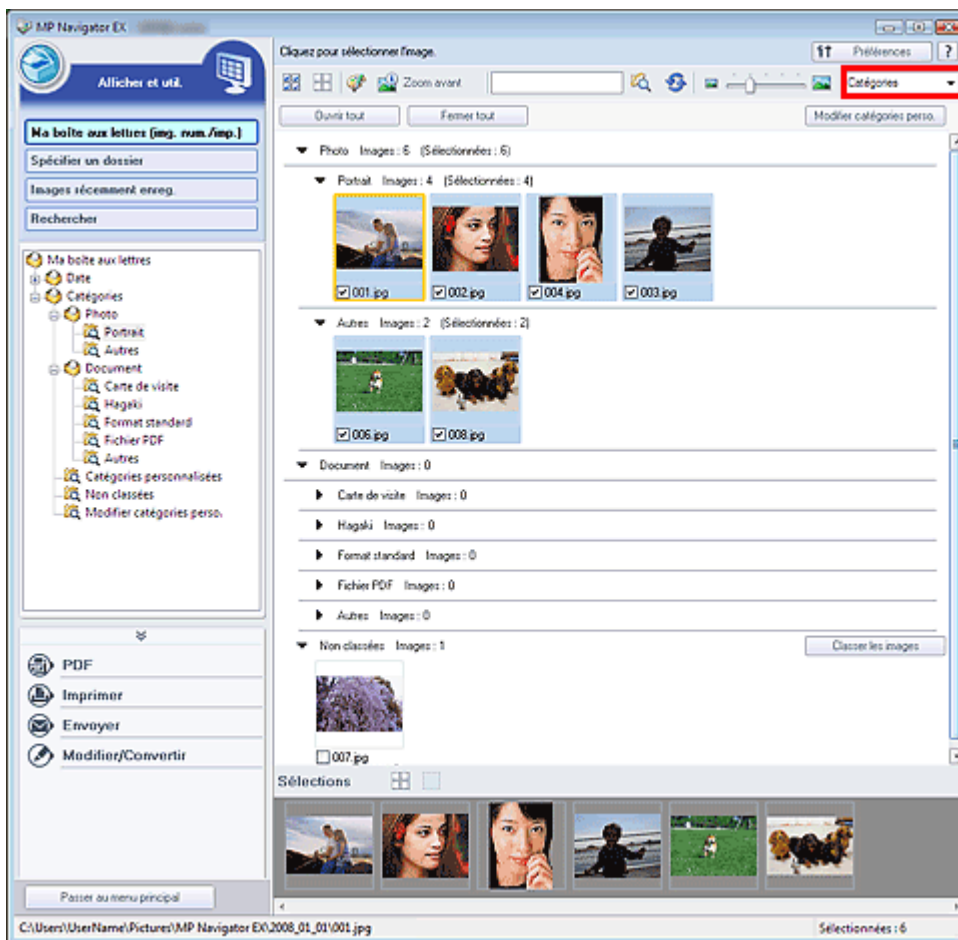 MP Navigator EX
Cliquez pour sélectionner l'image.
Préférences
?
Afficher et util.
Zoom avant
Catégories
Ouvrir tout
Fermer tout
Modifier catégories perso.
Ma boîte aux lettres (img. num./imp.)
Spécifier un dossier
Images récemment enreg.
Rechercher
Ma boîte aux lettres
Date
Catégories
Photo
Portrait
Autres
Document
Carte de visite
Hagaki
Format standard
Fichier PDF
Autres
Catégories personnalisées
Non classées
Modifier catégories perso.
PDF
Imprimer
Envoyer
Modifier/Convertir
Passer au menu principal
Photo Images : 6 (Sélectionnées : 6)
Portrait Images : 4 (Sélectionnées : 4)
001.jpg
002.jpg
004.jpg
003.jpg
Autres Images : 2 (Sélectionnées : 2)
006.jpg
008.jpg
Document Images : 0
Carte de visite Images : 0
Hagaki Images : 0
Format standard Images : 0
Fichier PDF Images : 0
Autres Images : 0
Non classées Images : 1
Classer les images
007.jpg
Sélections
C:\Users\UserName\Pictures\MP Navigator EX\2008_01_01\001.jpg
Sélectionnées : 6